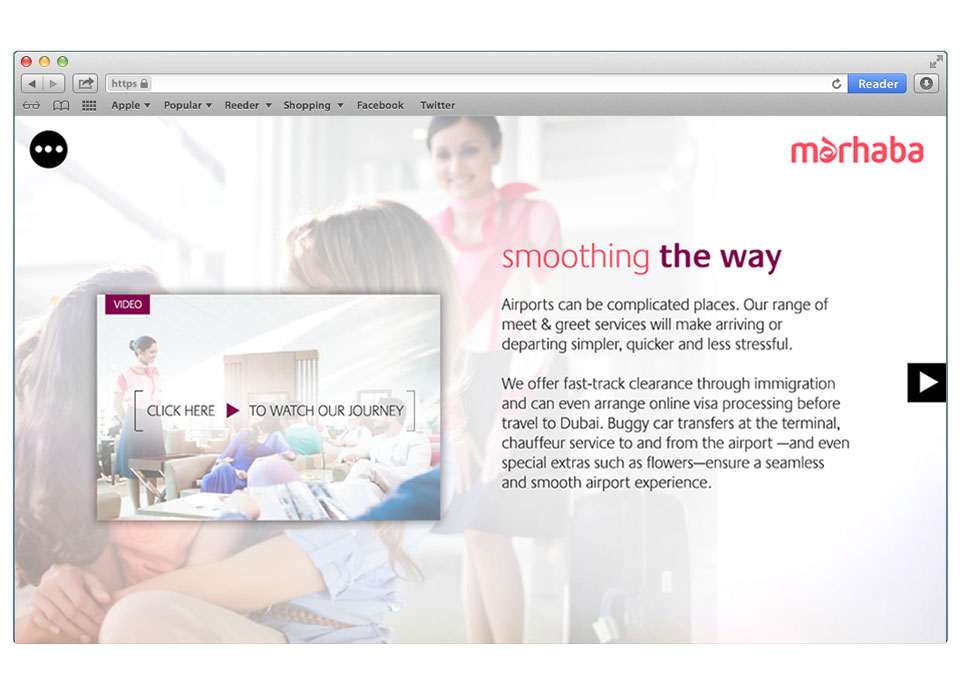 https
Reader
Apple Popular Reeder Shopping Facebook Twitter
marhaba
smoothing the way
Airports can be complicated places. Our range of
meet & greet services will make arriving or
departing simpler, quicker and less stressful.
We offer fast-track clearance through immigration
and can even arrange online visa processing before
travel to Dubai. Buggy car transfers at the terminal,
chauffeur service to and from the airport —and even
special extras such as flowers—ensure a seamless
and smooth airport experience.
VIDEO
CLICK HERE TO WATCH OUR JOURNEY